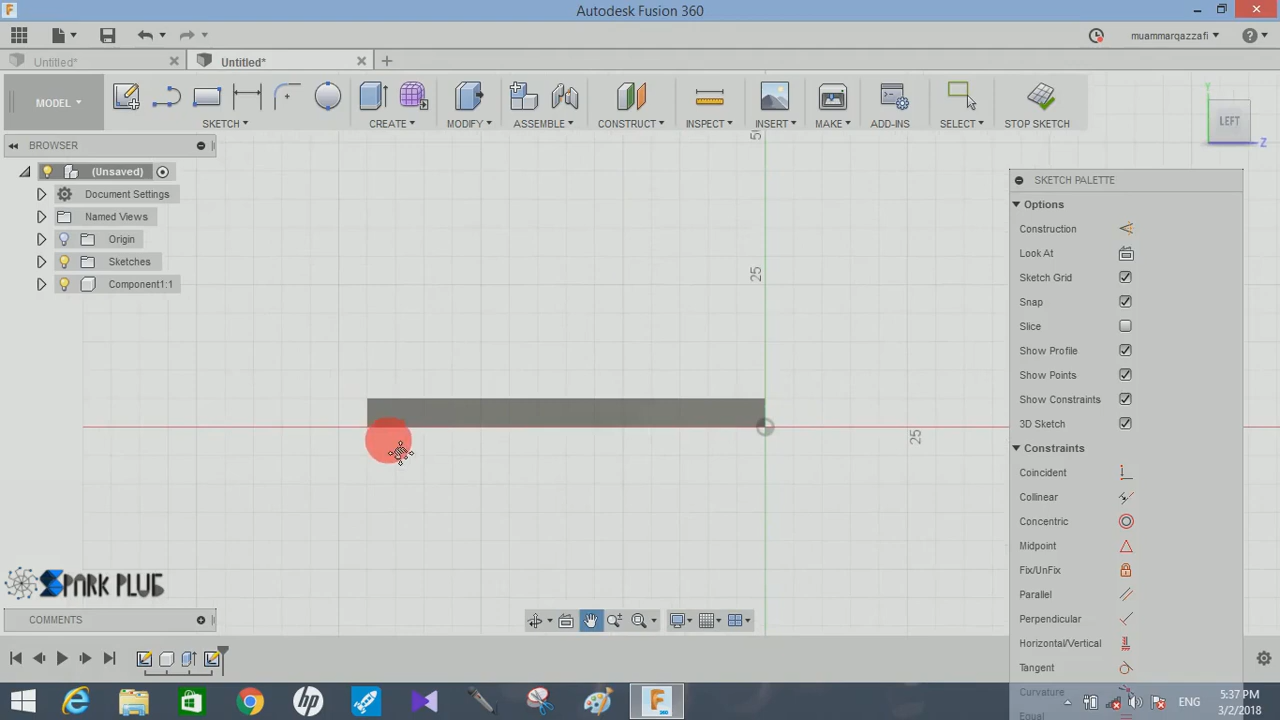 Autodesk Fusion 360
muammarqazzafi
Untitled*
Untitled*
MODEL
SKETCH
CREATE
MODIFY
ASSEMBLE
CONSTRUCT
INSPECT
INSERT
MAKE
ADD-INS
SELECT
STOP SKETCH
BROWSER
(Unsaved)
Document Settings
Named Views
Origin
Sketches
Component1:1
25
25
Y
LEFT
Z
SKETCH PALETTE
Options
Construction
Look At
Sketch Grid
Snap
Slice
Show Profile
Show Points
Show Constraints
3D Sketch
Constraints
Coincident
Collinear
Concentric
Midpoint
Fix/UnFix
Parallel
Perpendicular
Horizontal/Vertical
Tangent
Curvature
SPARK PLUG
COMMENTS
ENG
5:37 PM
3/2/2018